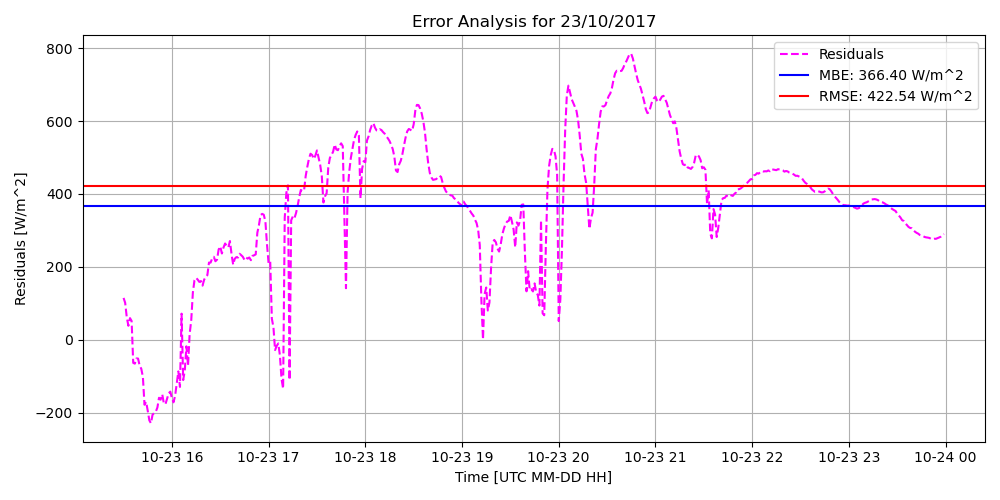 Error Analysis for 23/10/2017
Residuals
MBE: 366.40 W/m^2
RMSE: 422.54 W/m^2
Residuals [W/m^2]
800
600
400
200
0
−200
10-23 16 10-23 17 10-23 18 10-23 19 10-23 20 10-23 21 10-23 22 10-23 23 10-24 00
Time [UTC MM-DD HH]